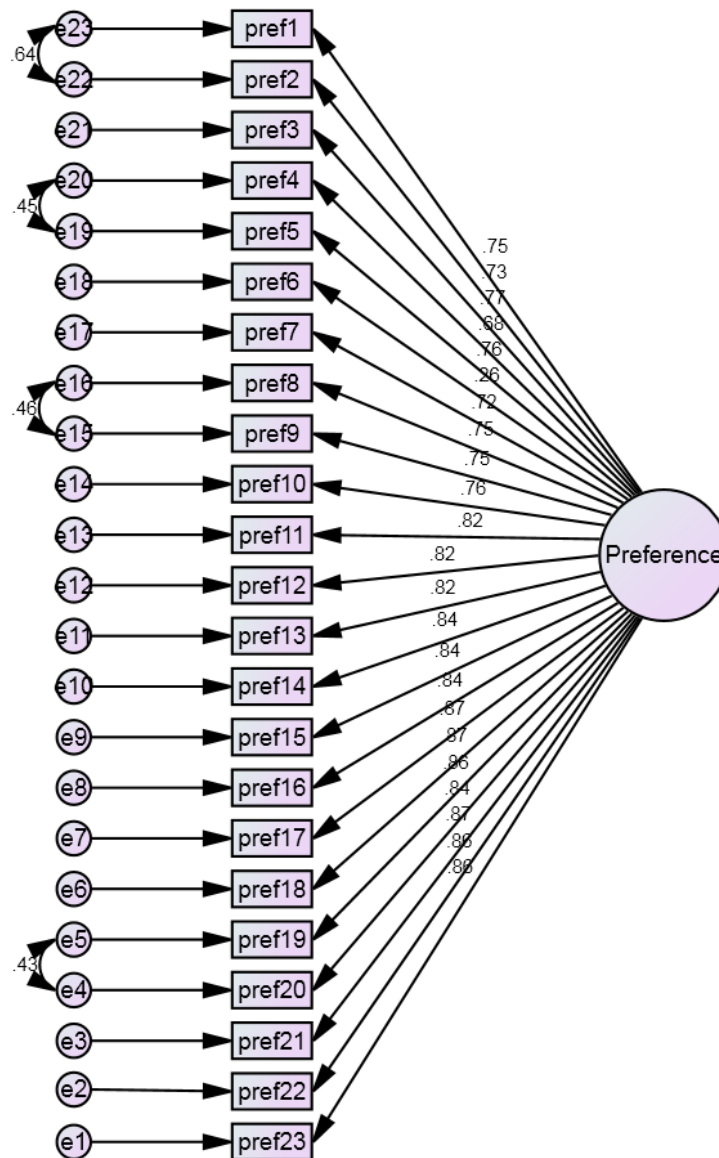 e23 pref1
.64
e22 pref2
e21 pref3
e20 pref4
.45
e19 pref5
.75
.73
e18 pref6
.77
.68
e17 pref7
.76
.26
e16 pref8
.72
.46
.75
e15 pref9
.75
e14 pref10
.76
e13 pref11
.82
Preference
e12 pref12
.82
.82
e11 pref13
.84
.84
e10 pref14
.84
e9 pref15
.87
.87
e8 pref16
.86
.84
e7 pref17
.87
.86
e6 pref18
.86
e5 pref19
.43
e4 pref20
e3 pref21
e2 pref22
e1 pref23